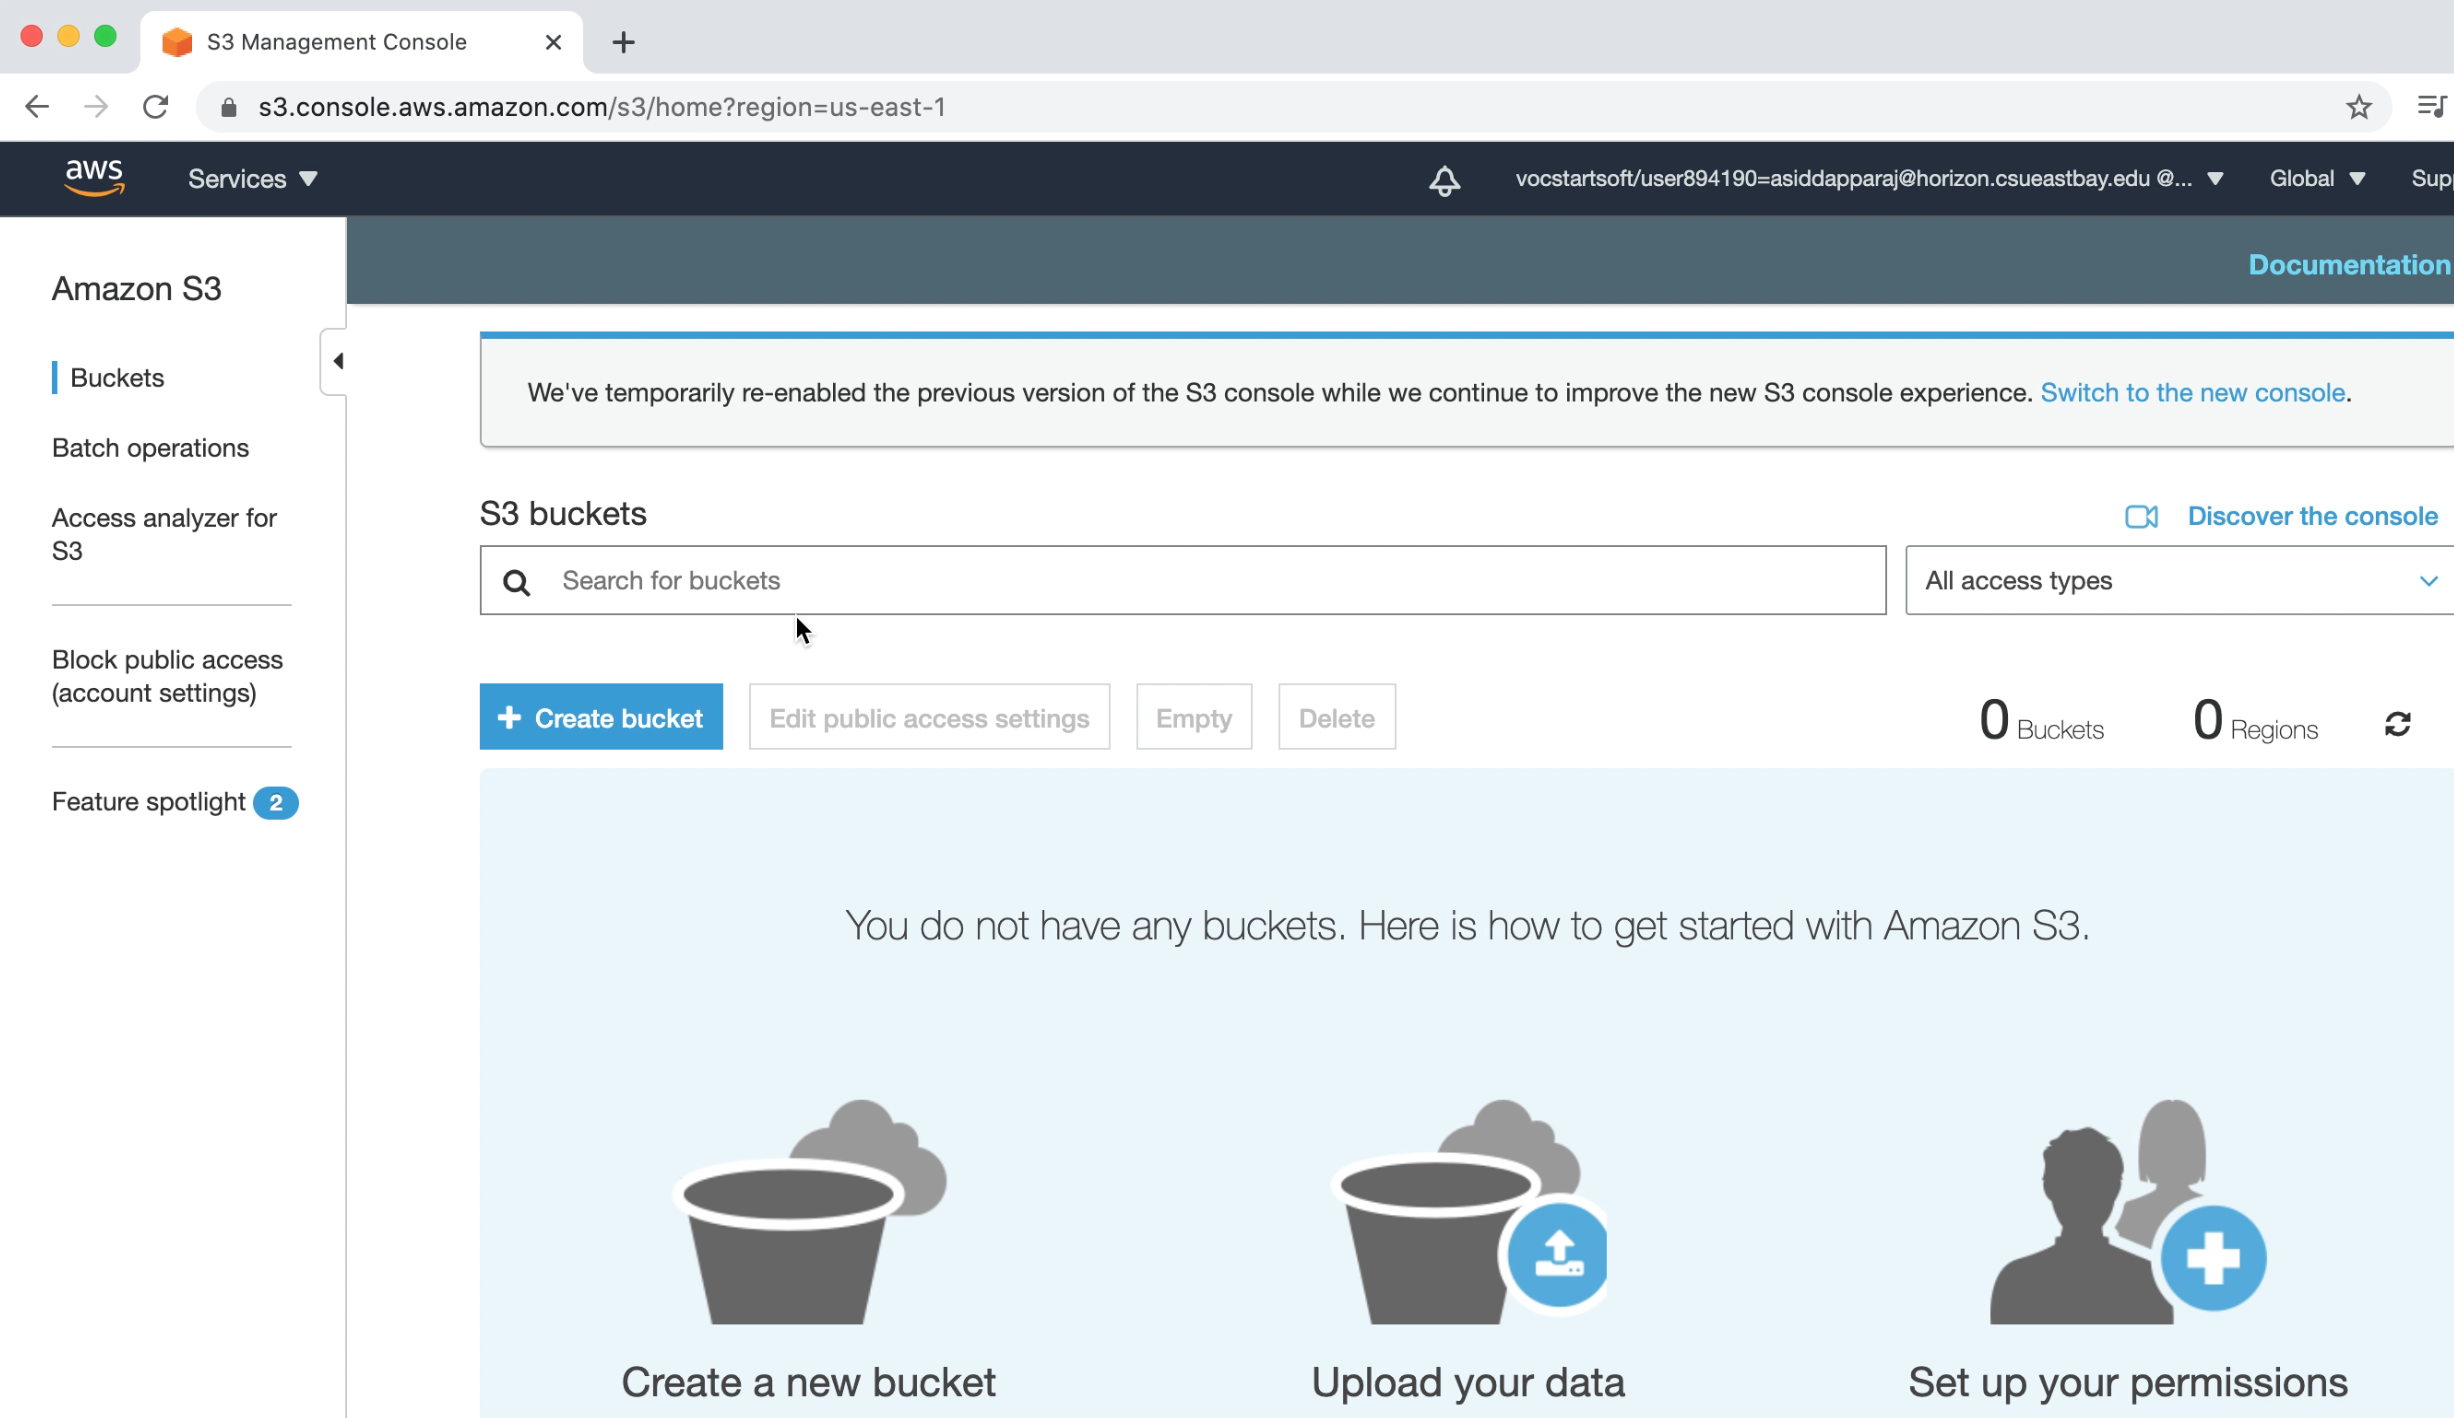 S3 Management Console
s3.console.aws.amazon.com/s3/home?region=us-east-1
aws
Services
vocstartsoft/user894190=asiddapparaj@horizon.csueastbay.edu @...
Global
Sup
Documentation
Amazon S3
Buckets
Batch operations
Access analyzer for
S3
Block public access
(account settings)
Feature spotlight 2
We've temporarily re-enabled the previous version of the S3 console while we continue to improve the new S3 console experience. Switch to the new console.
S3 buckets
Discover the console
Search for buckets
All access types
+ Create bucket
Edit public access settings
Empty
Delete
0 Buckets
0 Regions
You do not have any buckets. Here is how to get started with Amazon S3.
Create a new bucket
Upload your data
Set up your permissions